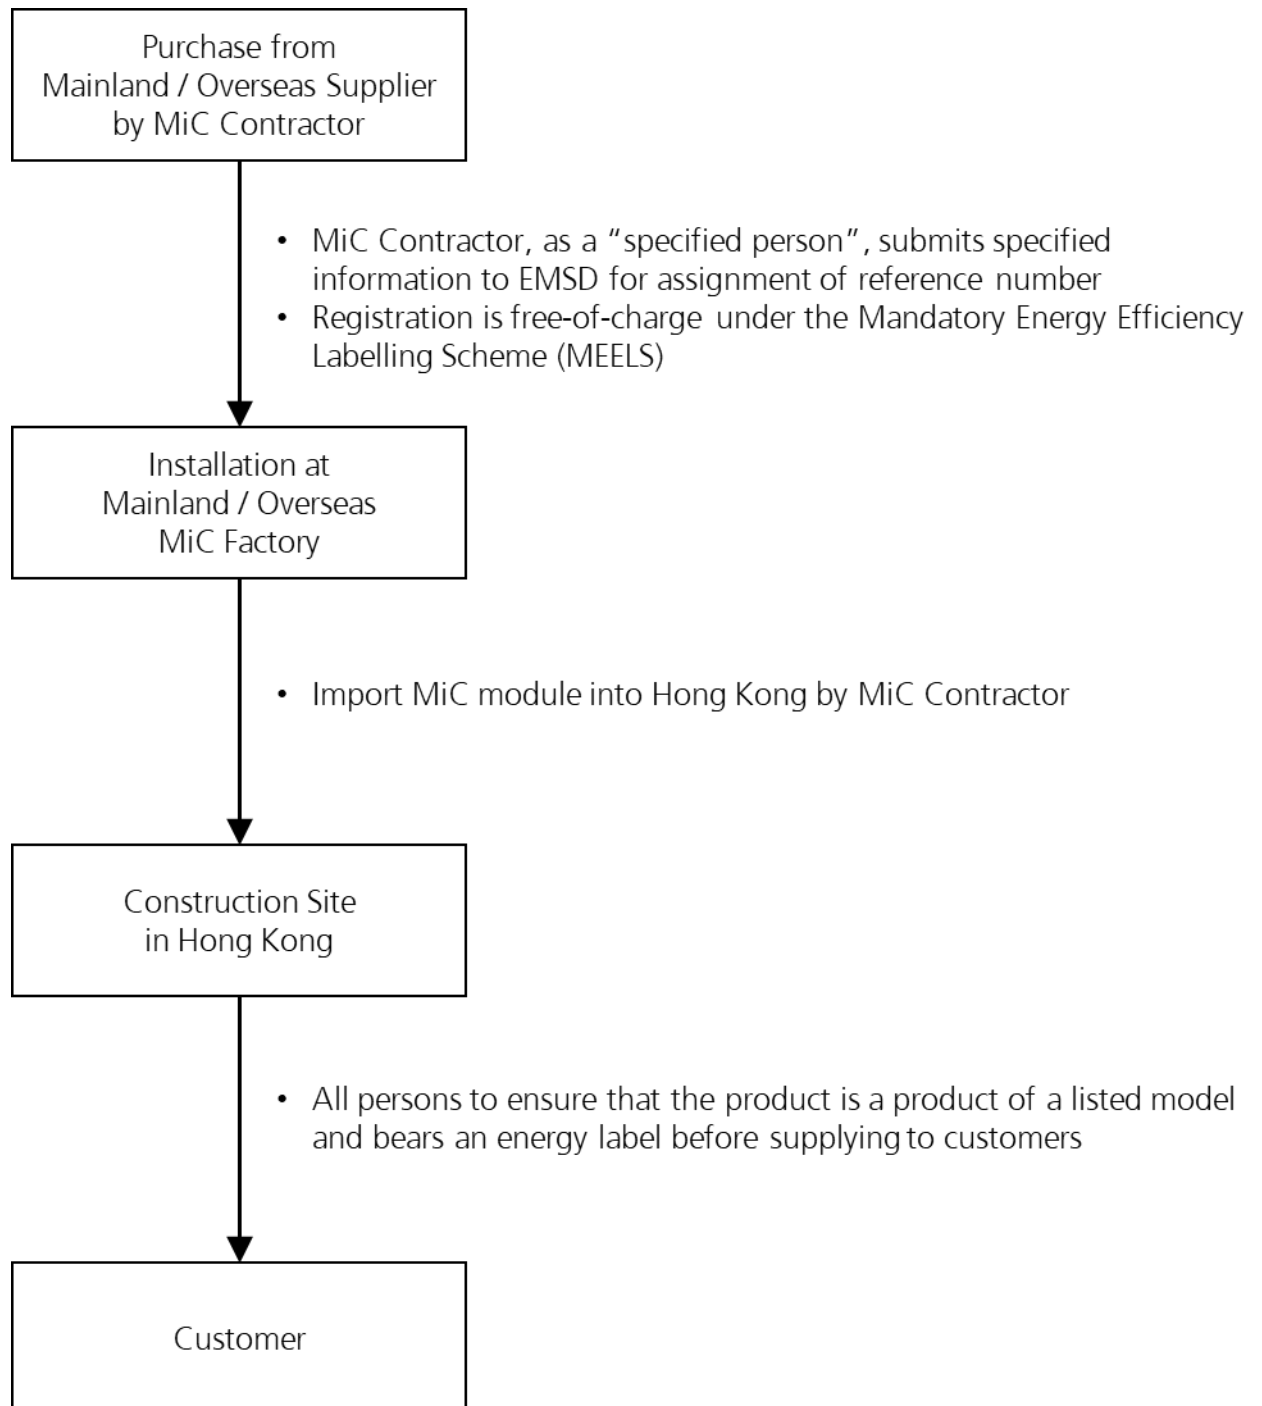 Purchase from
Mainland / Overseas Supplier
by MiC Contractor
• MiC Contractor, as a “specified person”, submits specified
information to EMSD for assignment of reference number
• Registration is free-of-charge under the Mandatory Energy Efficiency
Labelling Scheme (MEELS)
Installation at
Mainland / Overseas
MiC Factory
• Import MiC module into Hong Kong by MiC Contractor
Construction Site
in Hong Kong
• All persons to ensure that the product is a product of a listed model
and bears an energy label before supplying to customers
Customer